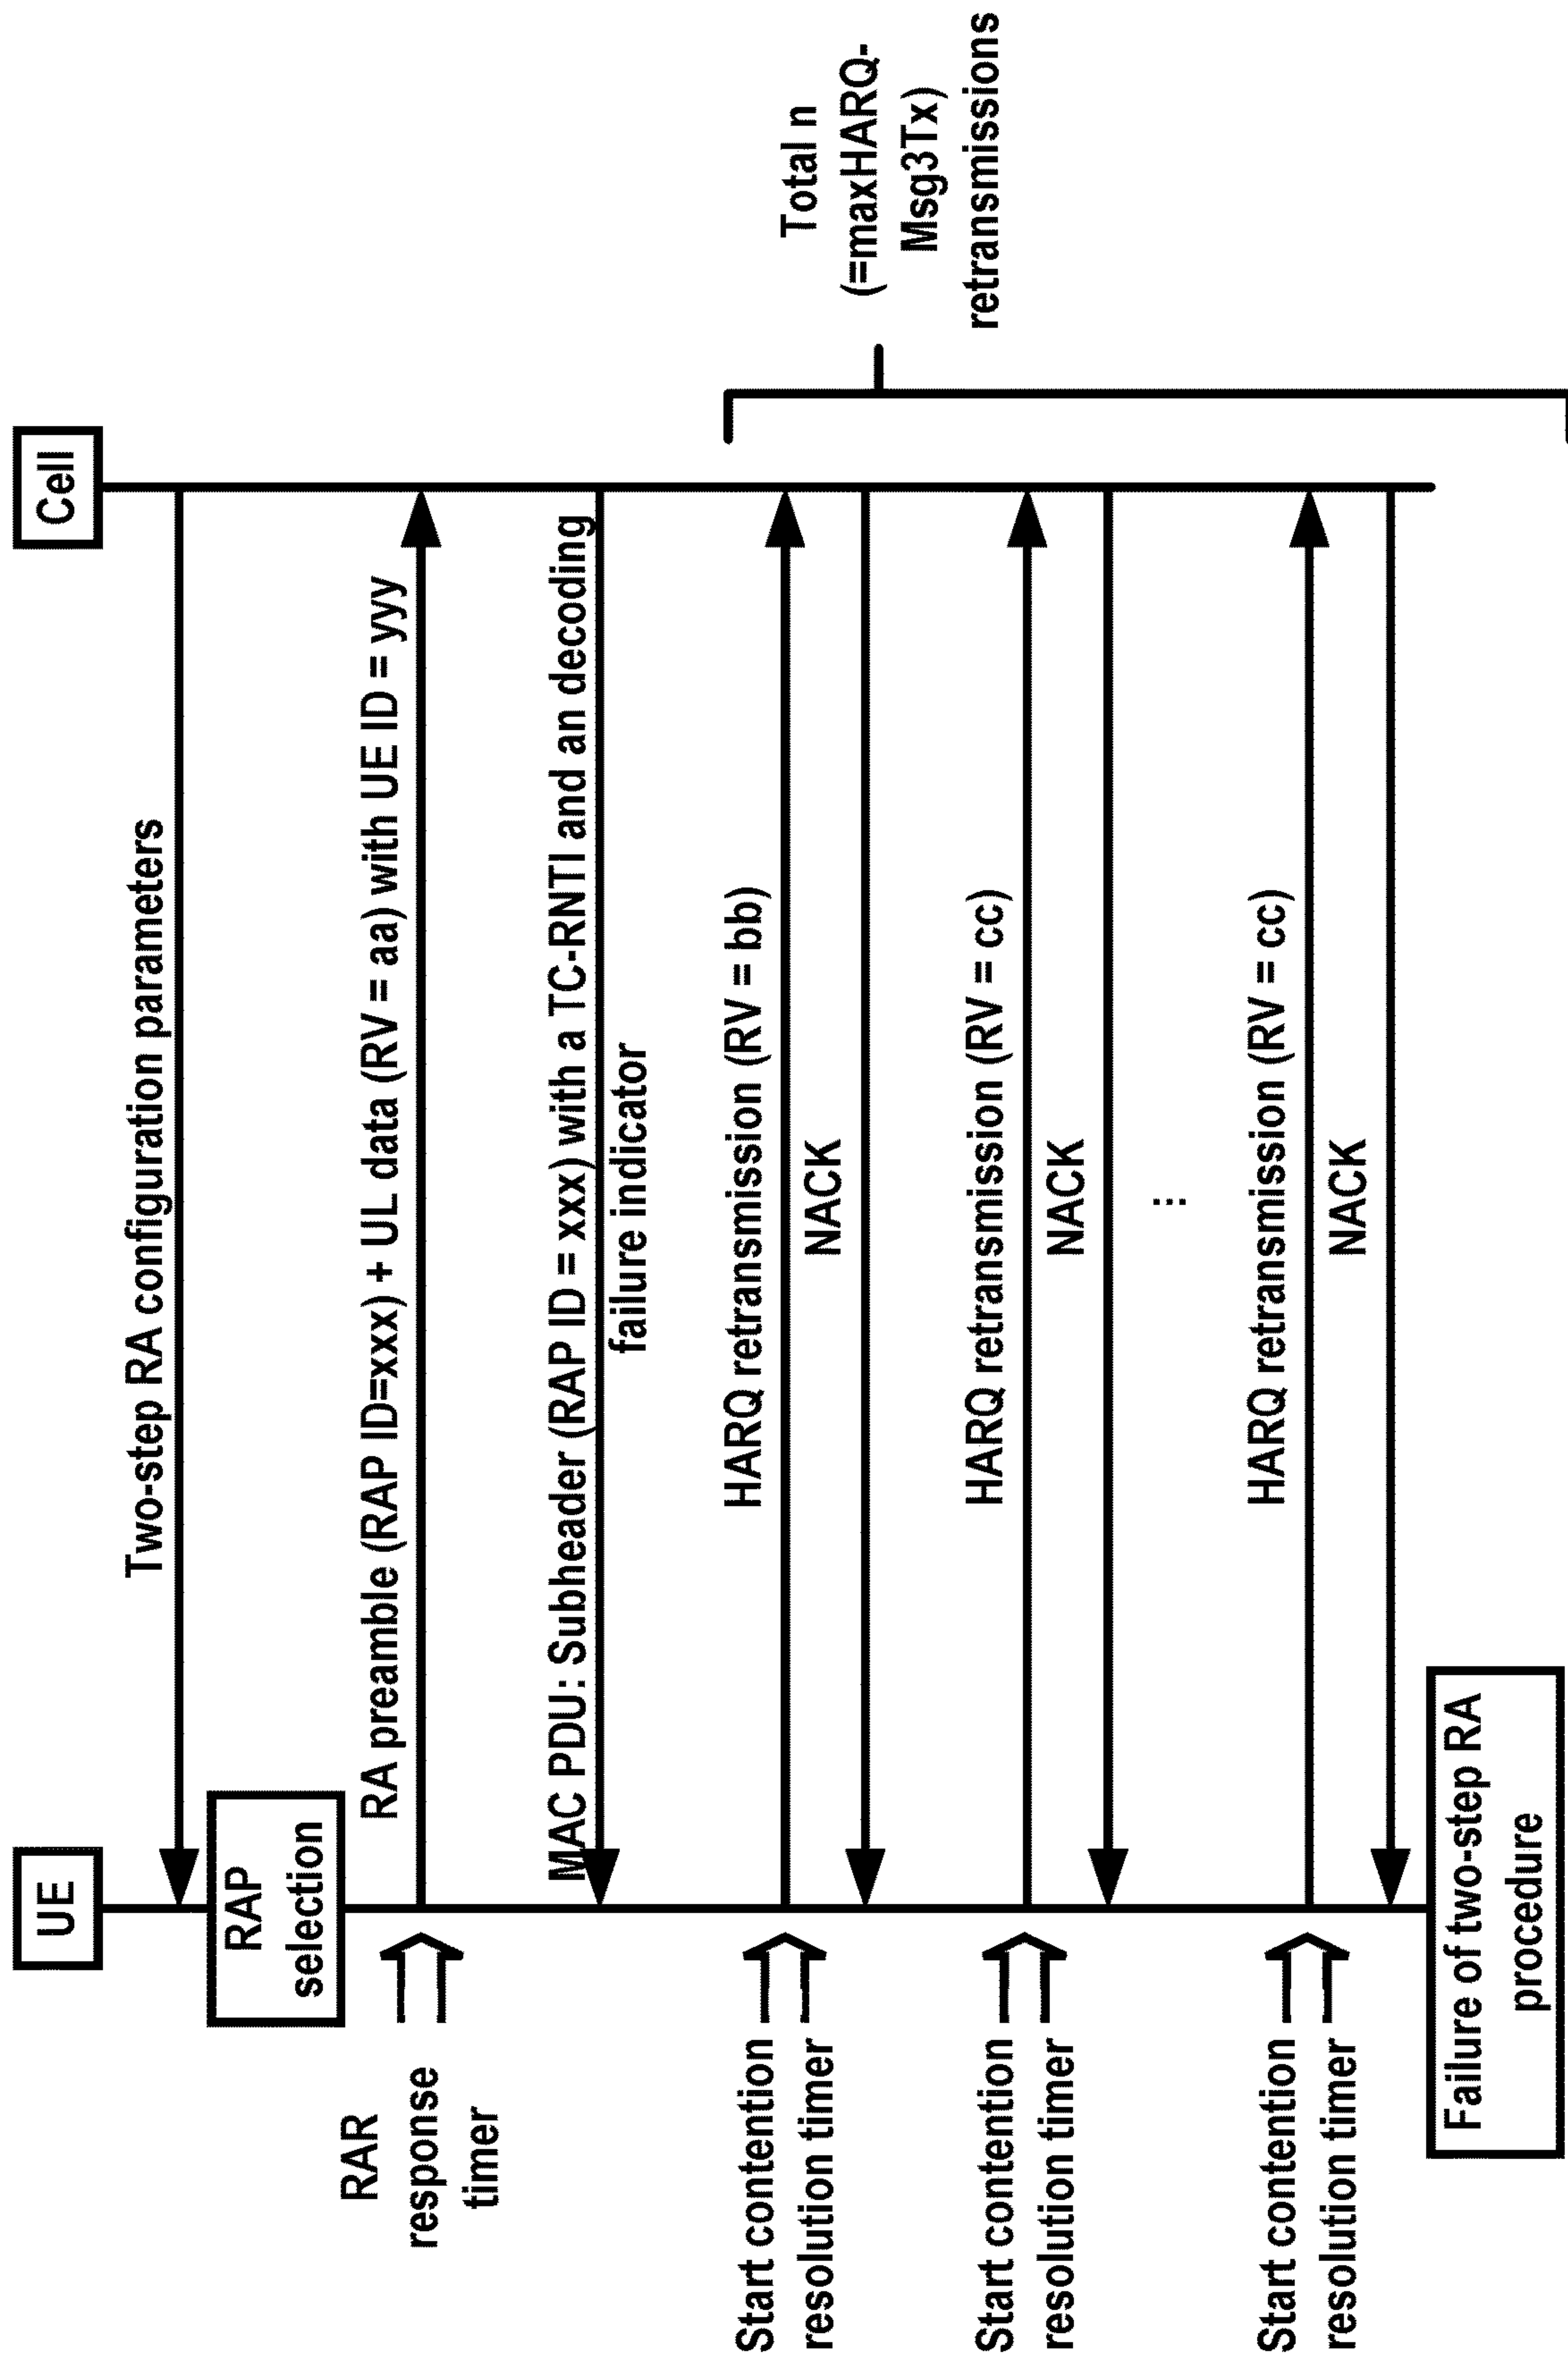 UE
Cell
Two-step RA configuration parameters
RAP
selection
RAR
response
timer
RA preamble (RAP ID=xxx) + UL data (RV = aa) with UE ID = yyy
MAC PDU: Subheader (RAP ID = xxx) with a TC-RNTI and an decoding
failure indicator
Start contention
resolution timer
HARQ retransmission (RV = bb)
NACK
Total n
(=maxHARQ-
Msg3Tx)
retransmissions
Start contention
resolution timer
HARQ retransmission (RV = cc)
NACK
...
Start contention
resolution timer
HARQ retransmission (RV = cc)
NACK
Failure of two-step RA
procedure